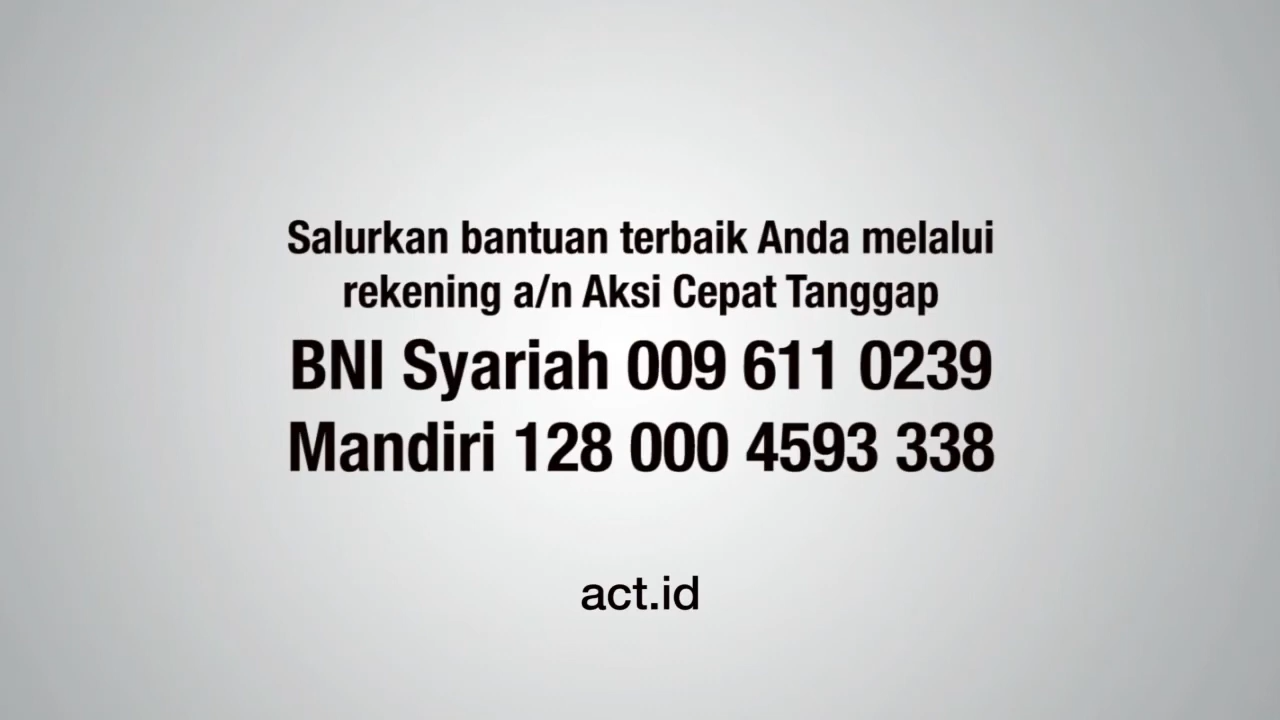 Salurkan bantuan terbaik Anda melalui
rekening a/n Aksi Cepat Tanggap
BNI Syariah 009 611 0239
Mandiri 128 000 4593 338
act.id